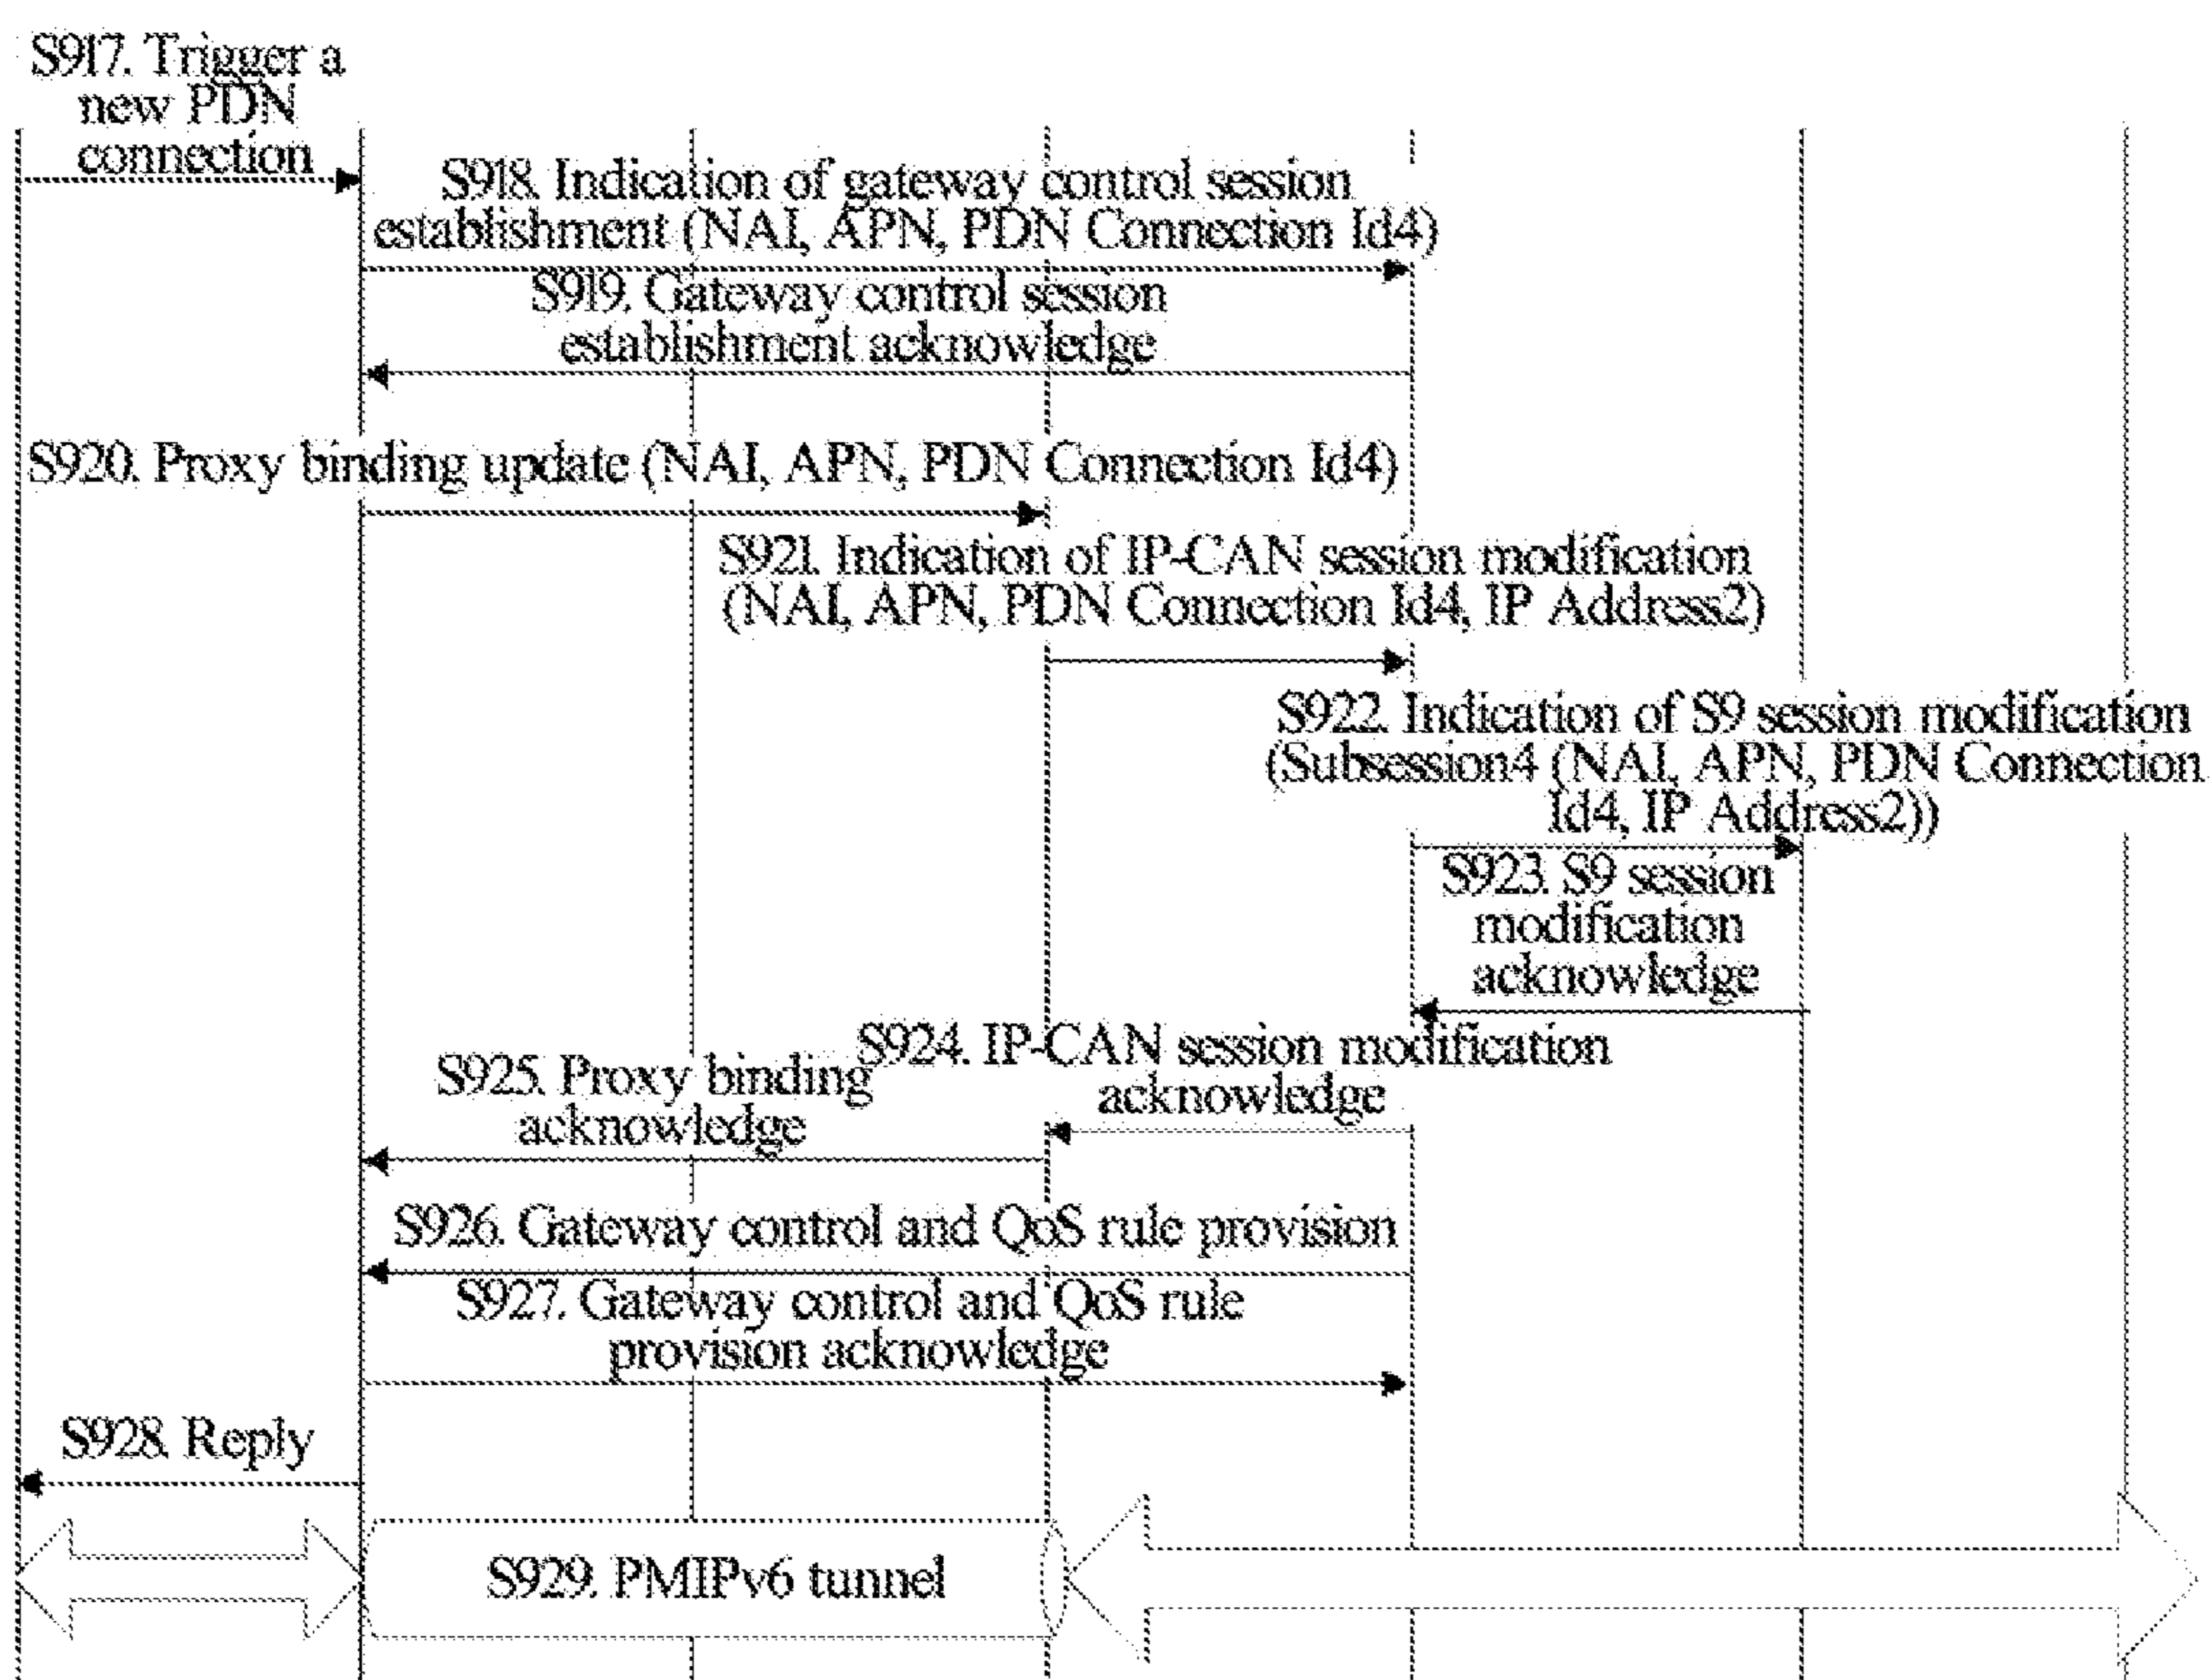 S917. Trigger a
new PDN
connection
S918. Indication of gateway control session
establishment (NAI, APN, PDN Connection Id4)
S919. Gateway control session
establishment acknowledge
S920. Proxy binding update (NAI, APN, PDN Connection Id4)
S921. Indication of IP-CAN session modification
(NAI, APN, PDN Connection Id4, IP Address2)
S922. Indication of S9 session modification
(Subsession4 (NAI, APN, PDN Connection
Id4, IP Address2))
S923. S9 session
modification
acknowledge
S924. IP-CAN session modification
acknowledge
S925. Proxy binding
acknowledge
S926. Gateway control and QoS rule provision
S927. Gateway control and QoS rule
provision acknowledge
S928. Reply
S929. PMIPv6 tunnel